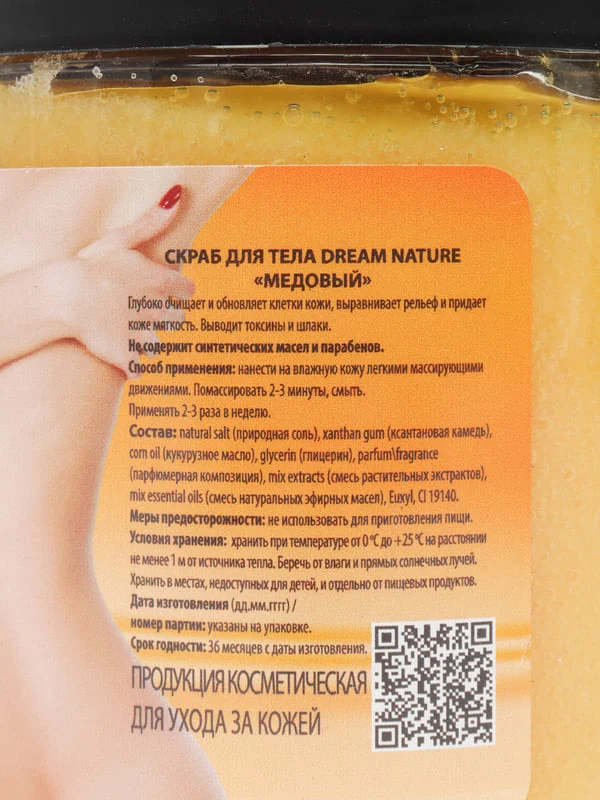 СКРАБ ДЛЯ ТЕЛА DREAM NATURE
«МЕДОВЫЙ»
Глубоко очищает и обновляет клетки кожи, выравнивает рельеф и придает
коже мягкость. Выводит токсины и шлаки.
Не содержит синтетических масел и парабенов.
Способ применения: нанести на влажную кожу легкими массирующими
движениями. Помассировать 2-3 минуты, смыть.
Применять 2-3 раза в неделю.
Состав: natural salt (природная соль), xanthan gum (ксантановая камедь),
corn oil (кукурузное масло), glycerin (глицерин), parfum\fragrance
(парфюмерная композиция), mix extracts (смесь растительных экстрактов),
mix essential oils (смесь натуральных эфирных масел), Euxyl, CI 19140.
Меры предосторожности: не использовать для приготовления пищи.
Условия хранения: хранить при температуре от 0 °С до +25 °С на расстоянии
не менее 1 м от источника тепла. Беречь от влаги и прямых солнечных лучей.
Хранить в местах, недоступных для детей, и отдельно от пищевых продуктов.
Дата изготовления (дд.мм.гггг) /
номер партии: указаны на упаковке.
Срок годности: 36 месяцев с даты изготовления.
ПРОДУКЦИЯ КОСМЕТИЧЕСКАЯ
ДЛЯ УХОДА ЗА КОЖЕЙ